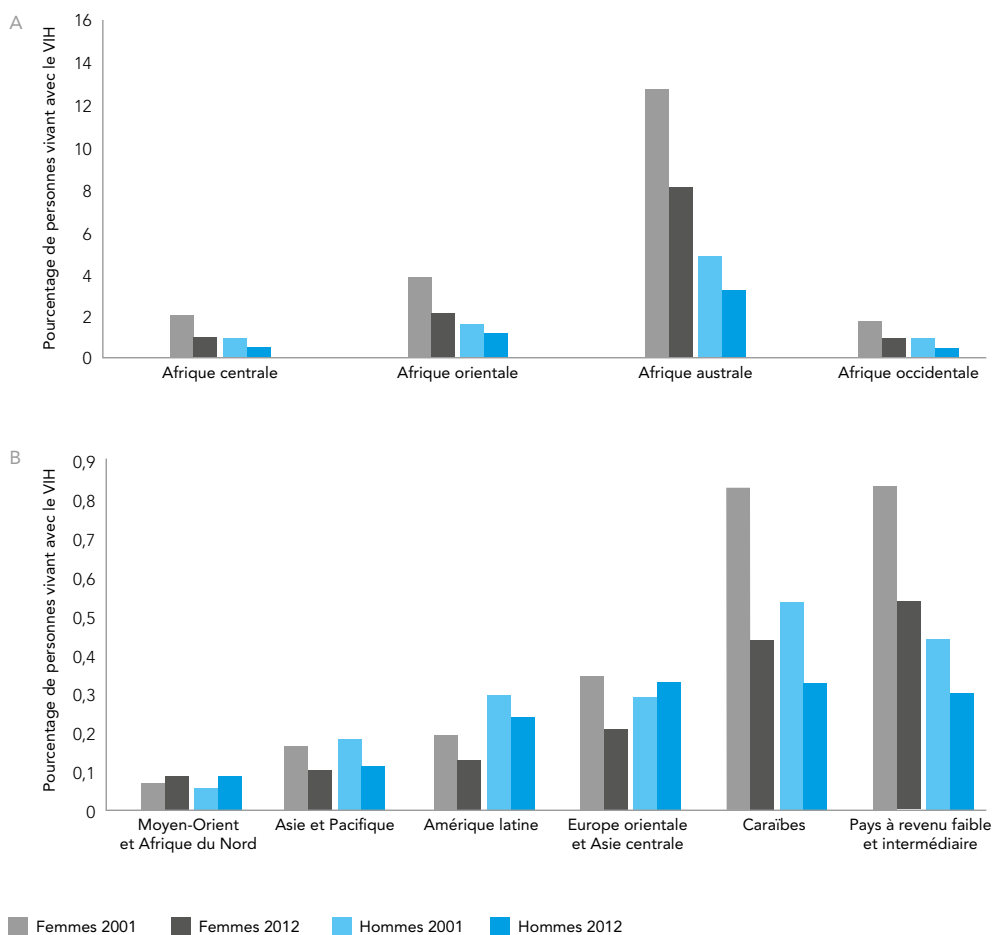 A
Pourcentage de personnes vivant avec le VIH
16
14
12
10
8
6
4
2
0
Afrique centrale
Afrique orientale
Afrique australe
Afrique occidentale
B
Pourcentage de personnes vivant avec le VIH
0,9
0,8
0,7
0,6
0,5
0,4
0,3
0,2
0,1
0
Moyen-Orient
et Afrique du Nord
Asie et Pacifique
Amérique latine
Europe orientale
et Asie centrale
Caraïbes
Pays à revenu faible
et intermédiaire
Femmes 2001
Femmes 2012
Hommes 2001
Hommes 2012